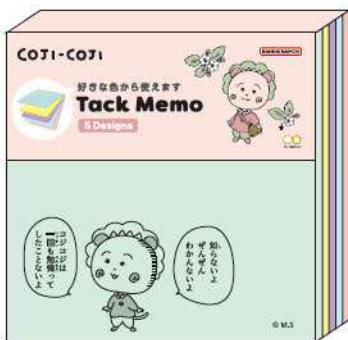 COJI-COJI
BANDAI NAMCO
好きな色から使えます
Tack Memo
5 Designs
知らないよ
ぜんぜん
わかんないよ
コジコジは
一回も勉強って
したことないよ
© M.S